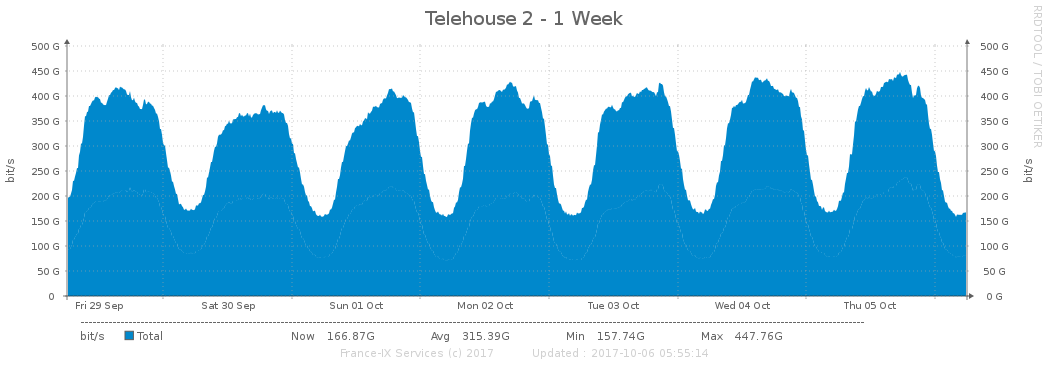 Telehouse 2 - 1 Week
RRDTOOL / TOBI OETIKER
bit/s
500 G 500 G
450 G 450 G
400 G 400 G
350 G 350 G
300 G 300 G
250 G 250 G
200 G 200 G
150 G 150 G
100 G 100 G
50 G 50 G
0 0 G
bit/s
Fri 29 Sep Sat 30 Sep Sun 01 Oct Mon 02 Oct Tue 03 Oct Wed 04 Oct Thu 05 Oct
bit/s Total Now 166.87G Avg 315.39G Min 157.74G Max 447.76G
France-IX Services (c) 2017 Updated : 2017-10-06 05:55:14